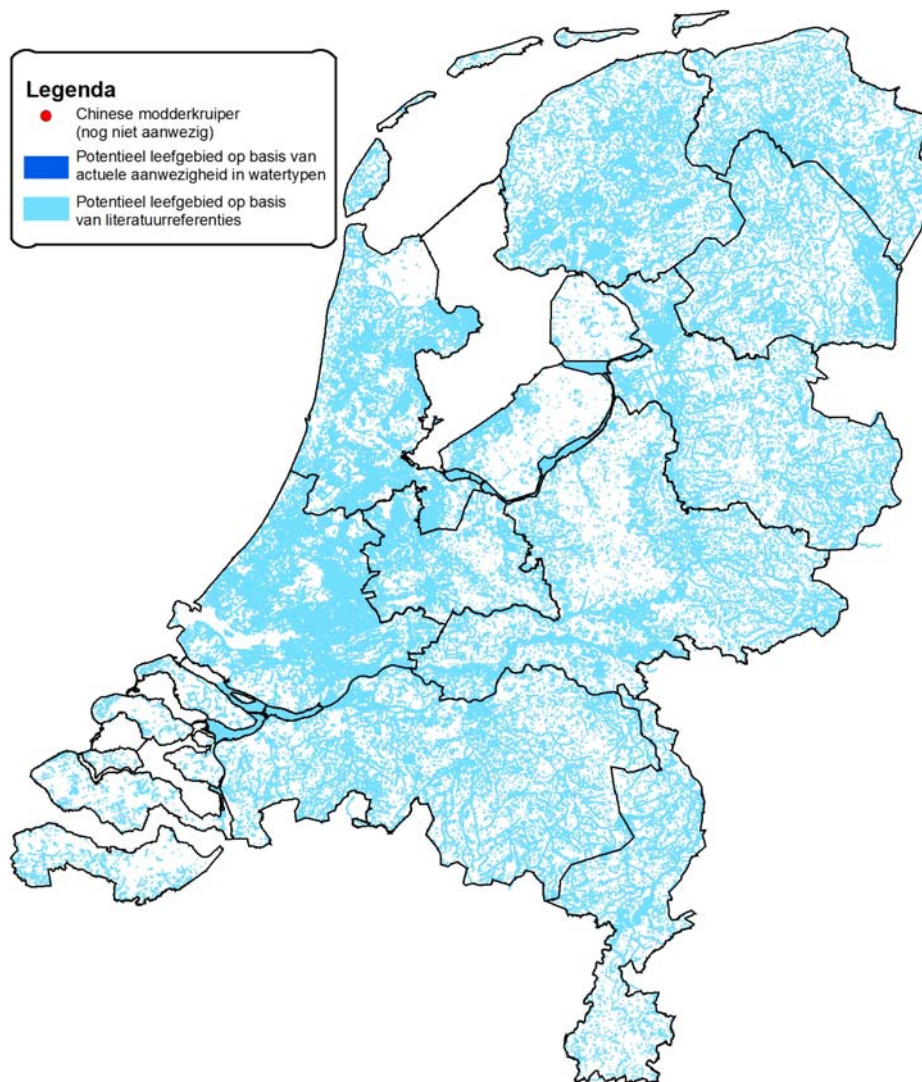 Legenda
Chinese modderkruiper
(nog niet aanwezig)
Potentieel leefgebied op basis van
actuele aanwezigheid in watertypen
Potentieel leefgebied op basis
van literatuurreferenties